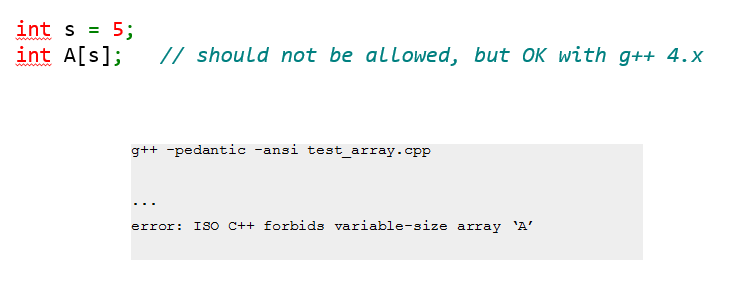 int s = 5;
int A[s];   // should not be allowed, but OK with g++ 4.x
g++ -pedantic -ansi test_array.cpp
...
error: ISO C++ forbids variable-size array ‘A’